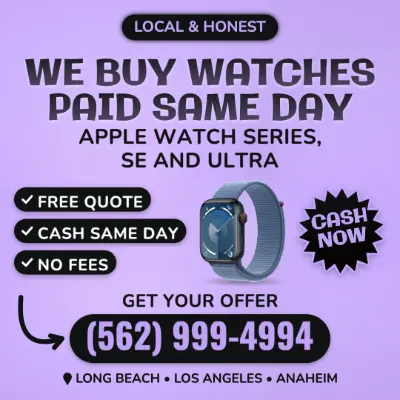 LOCAL & HONEST
WE BUY WATCHES
PAID SAME DAY
APPLE WATCH SERIES,
SE AND ULTRA
FREE QUOTE
CASH SAME DAY
NO FEES
CASH
NOW
GET YOUR OFFER
(562) 999-4994
LONG BEACH • LOS ANGELES • ANAHEIM